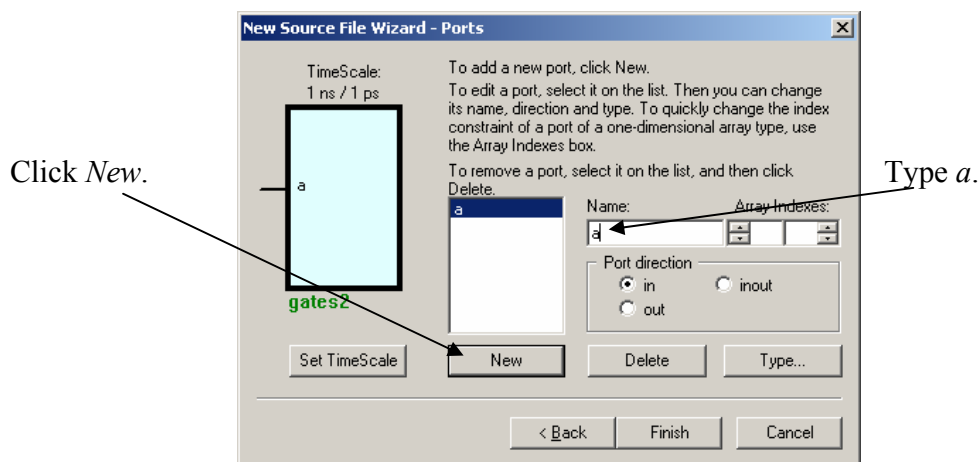 New Source File Wizard - Ports
TimeScale:
1 ns / 1 ps
a
gates2
To add a new port, click New.
To edit a port, select it on the list. Then you can change
its name, direction and type. To quickly change the index
constraint of a port of a one-dimensional array type, use
the Array Indexes box.
To remove a port, select it on the list, and then click
Delete.
Click New.
Type a.
a
Name:
Array Indexes:
a
Port direction
in
inout
out
Set TimeScale
New
Delete
Type...
< Back
Finish
Cancel